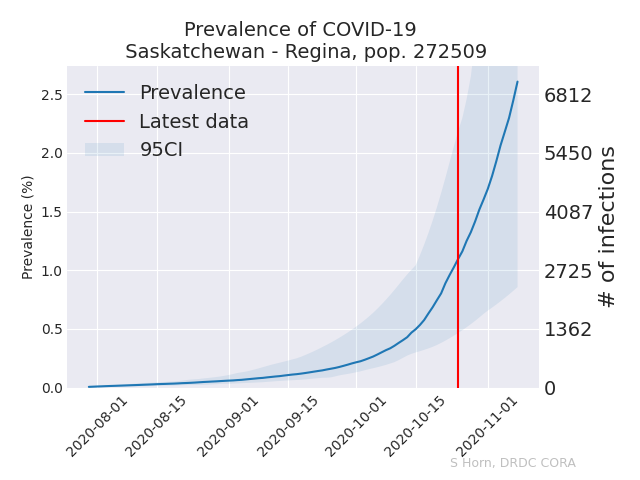 Prevalence of COVID-19
Saskatchewan - Regina, pop. 272509
Prevalence
Latest data
95CI
Prevalence (%)
2.5
2.0
1.5
1.0
0.5
0.0
6812
5450
4087
2725
1362
0
# of infections
2020-08-01
2020-08-15
2020-09-01
2020-09-15
2020-10-01
2020-10-15
2020-11-01
S Horn, DRDC CORA